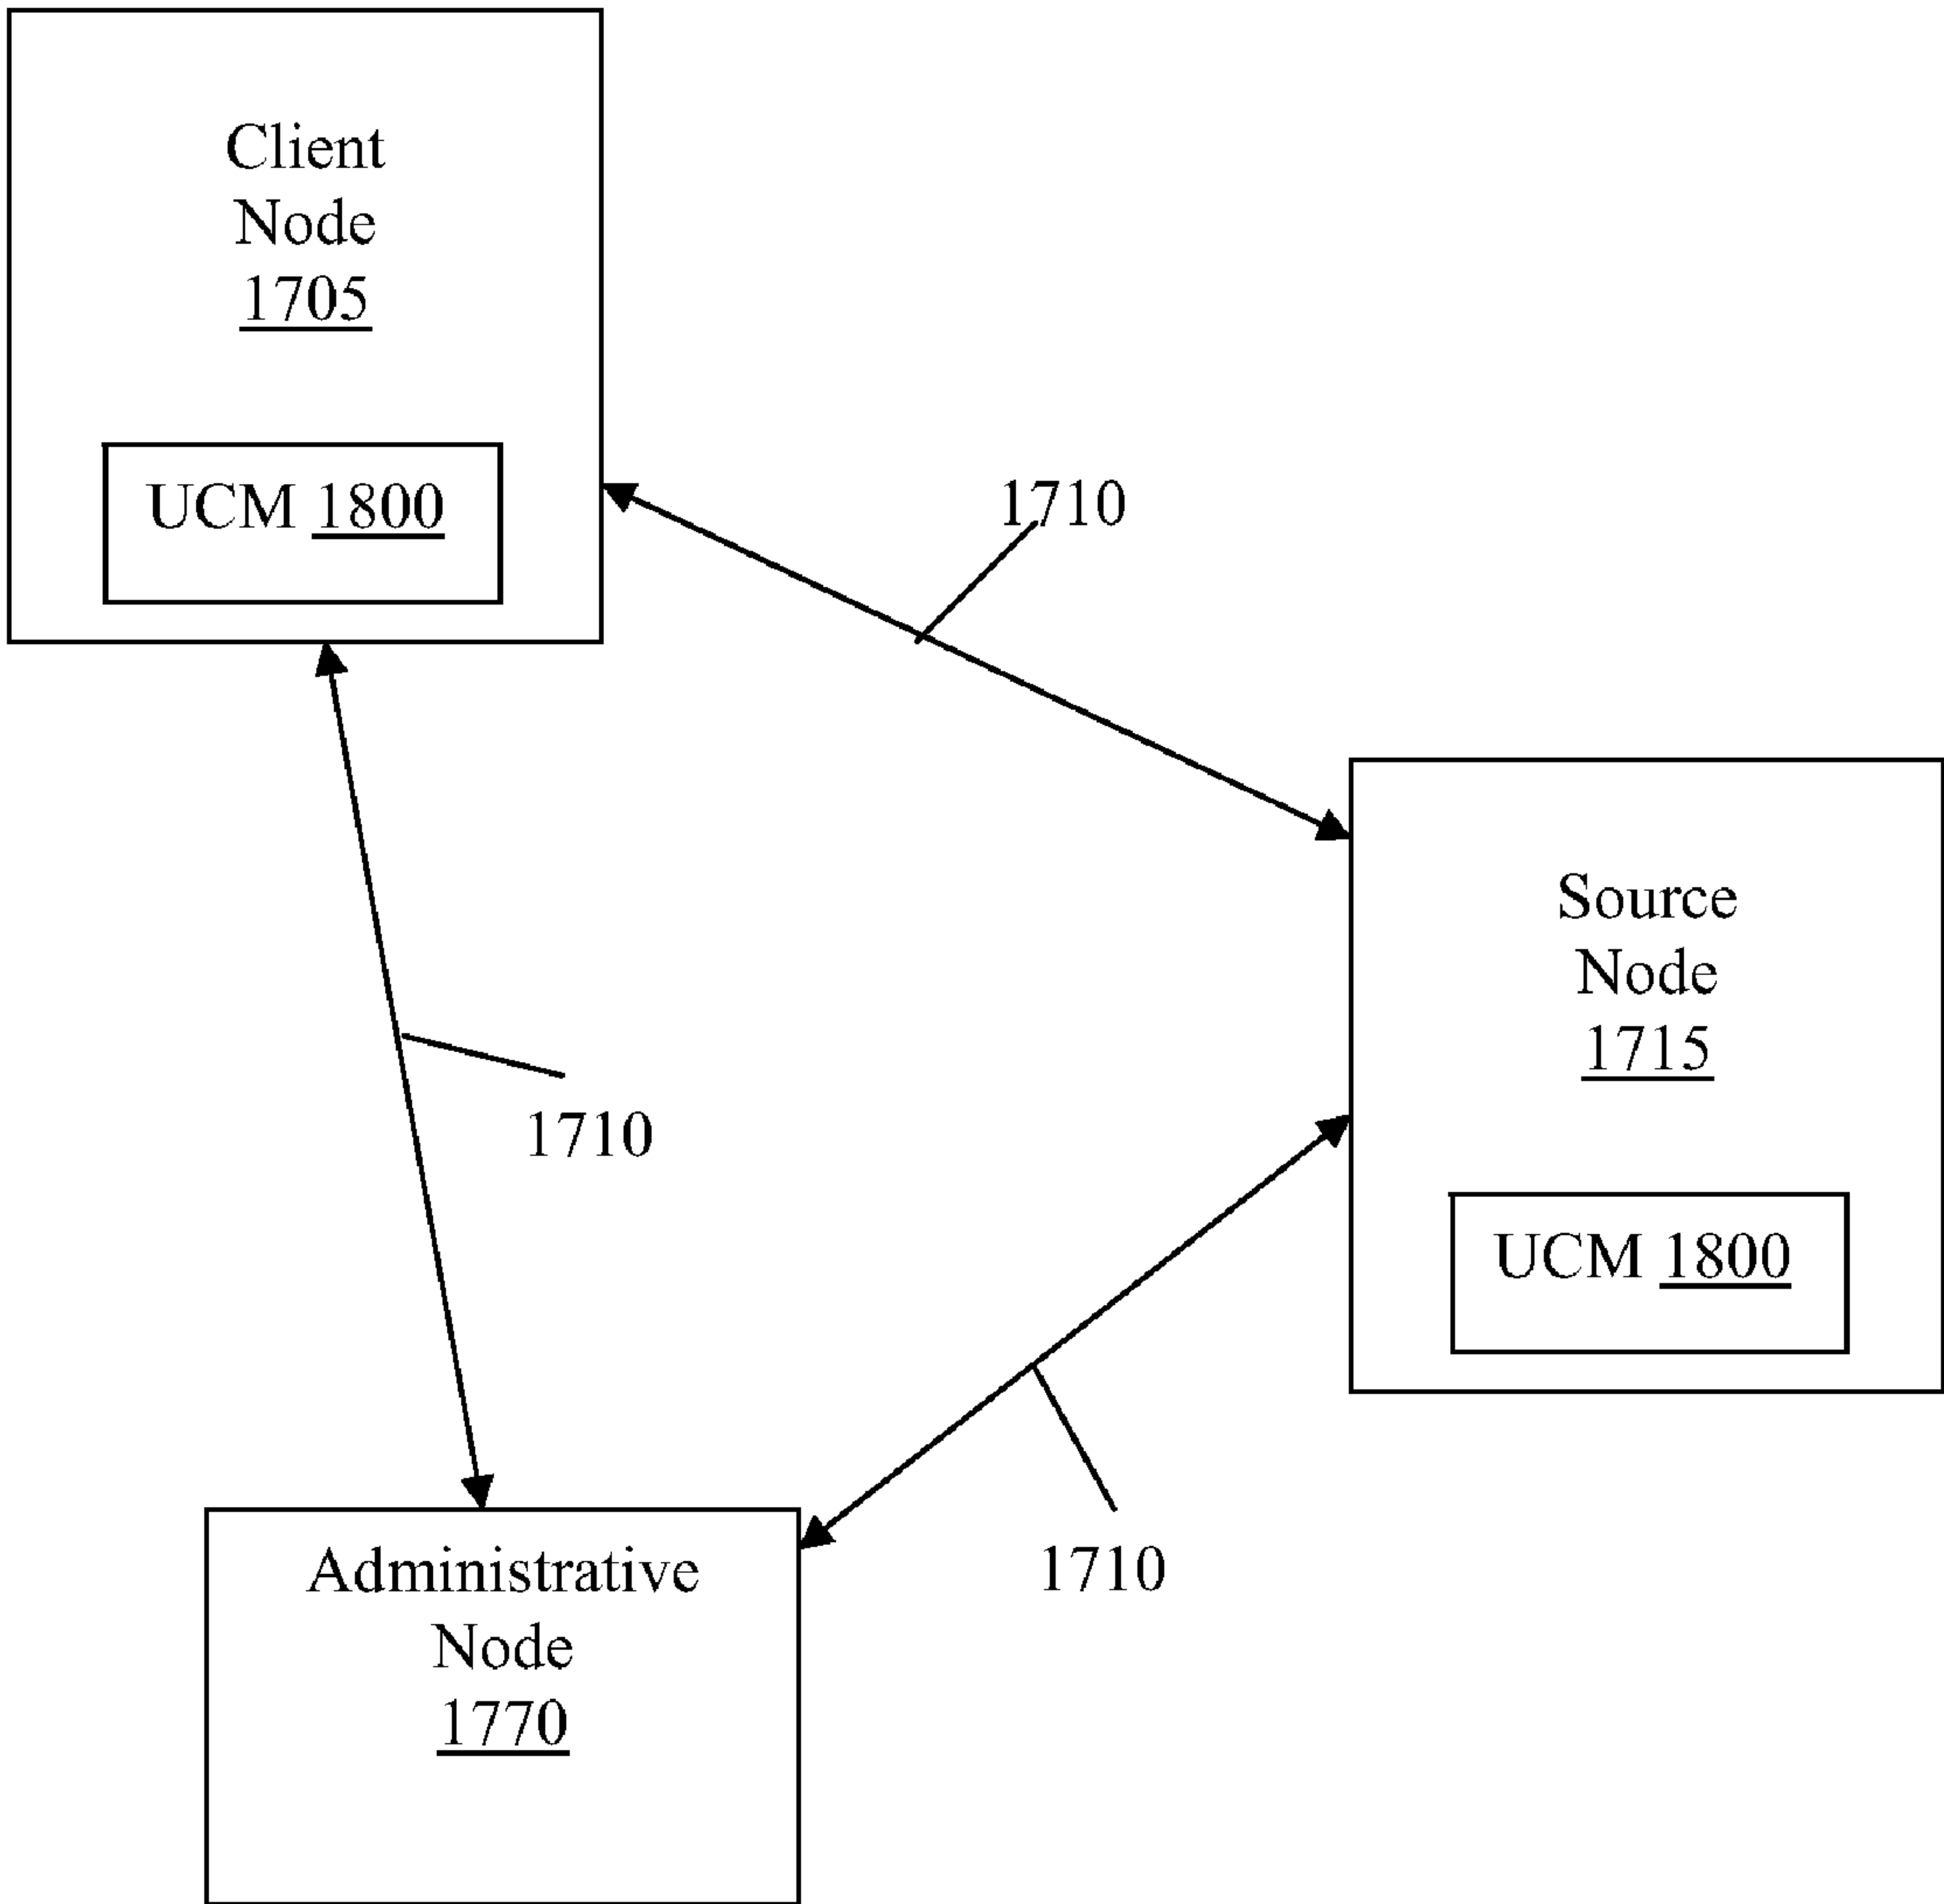 Client
Node
1705
UCM 1800
1710
Source
Node
1715
1710
UCM 1800
Administrative
Node
1770
1710